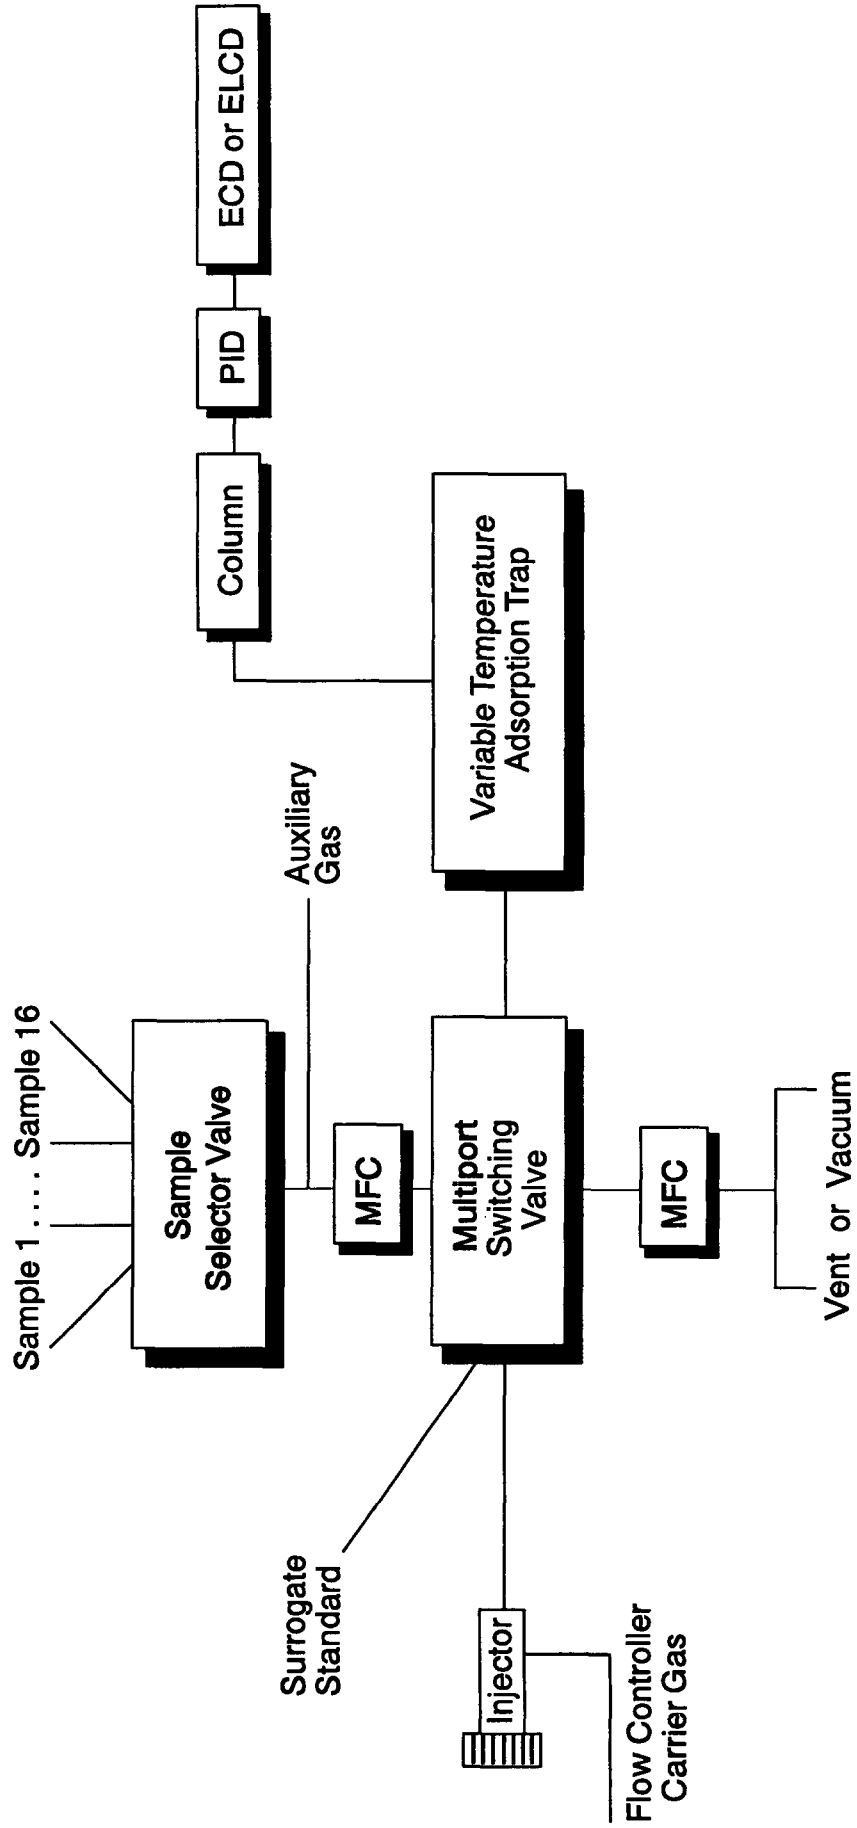 Sample 1 .... Sample 16
Sample
Selector Valve
Auxiliary
Gas
MFC
Column
PID
ECD or ELCD
Surrogate
Standard
Injector
Flow Controller
Carrier Gas
Multiport
Switching
Valve
Variable Temperature
Adsorption Trap
MFC
Vent or Vacuum